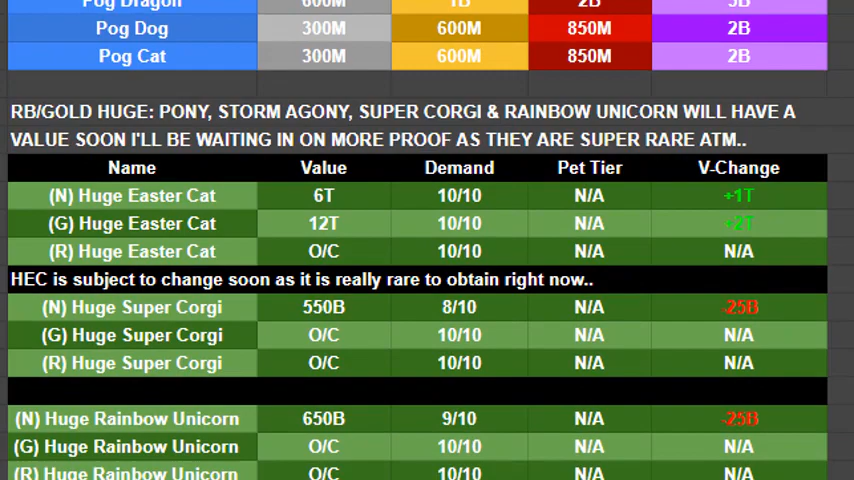 Pog Dragon 600M 1B 2B 5B
Pog Dog 300M 600M 850M 2B
Pog Cat 300M 600M 850M 2B
RB/GOLD HUGE: PONY, STORM AGONY, SUPER CORGI & RAINBOW UNICORN WILL HAVE A
VALUE SOON I'LL BE WAITING IN ON MORE PROOF AS THEY ARE SUPER RARE ATM..
Name Value Demand Pet Tier V-Change
(N) Huge Easter Cat 6T 10/10 N/A +1T
(G) Huge Easter Cat 12T 10/10 N/A +2T
(R) Huge Easter Cat O/C 10/10 N/A N/A
HEC is subject to change soon as it is really rare to obtain right now..
(N) Huge Super Corgi 550B 8/10 N/A -25B
(G) Huge Super Corgi O/C 10/10 N/A N/A
(R) Huge Super Corgi O/C 10/10 N/A N/A
(N) Huge Rainbow Unicorn 650B 9/10 N/A -25B
(G) Huge Rainbow Unicorn O/C 10/10 N/A N/A
(R) Huge Rainbow Unicorn O/C 10/10 N/A N/A